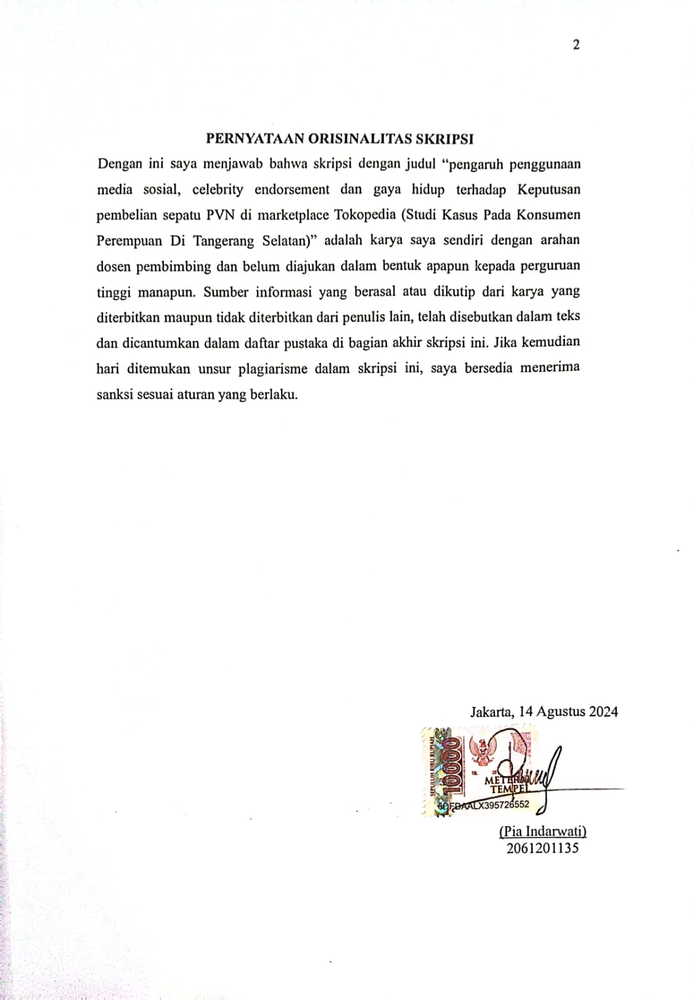 2
PERNYATAAN ORISINALITAS SKRIPSI
Dengan ini saya menjawab bahwa skripsi dengan judul “pengaruh penggunaan
media sosial, celebrity endorsement dan gaya hidup terhadap Keputusan
pembelian sepatu PVN di marketplace Tokopedia (Studi Kasus Pada Konsumen
Perempuan Di Tangerang Selatan)” adalah karya saya sendiri dengan arahan
dosen pembimbing dan belum diajukan dalam bentuk apapun kepada perguruan
tinggi manapun. Sumber informasi yang berasal atau dikutip dari karya yang
diterbitkan maupun tidak diterbitkan dari penulis lain, telah disebutkan dalam teks
dan dicantumkan dalam daftar pustaka di bagian akhir skripsi ini. Jika kemudian
hari ditemukan unsur plagiarisme dalam skripsi ini, saya bersedia menerima
sanksi sesuai aturan yang berlaku.
Jakarta, 14 Agustus 2024
SEPULUH RIBU RUPIAH
10000
TEMPEL
(Pia Indarwati)
2061201135